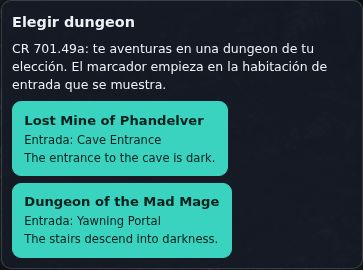 Elegir dungeon
CR 701.49a: te aventuras en una dungeon de tu
elección. El marcador empieza en la habitación de
entrada que se muestra.
Lost Mine of Phandelver
Entrada: Cave Entrance
The entrance to the cave is dark.
Dungeon of the Mad Mage
Entrada: Yawning Portal
The stairs descend into darkness.